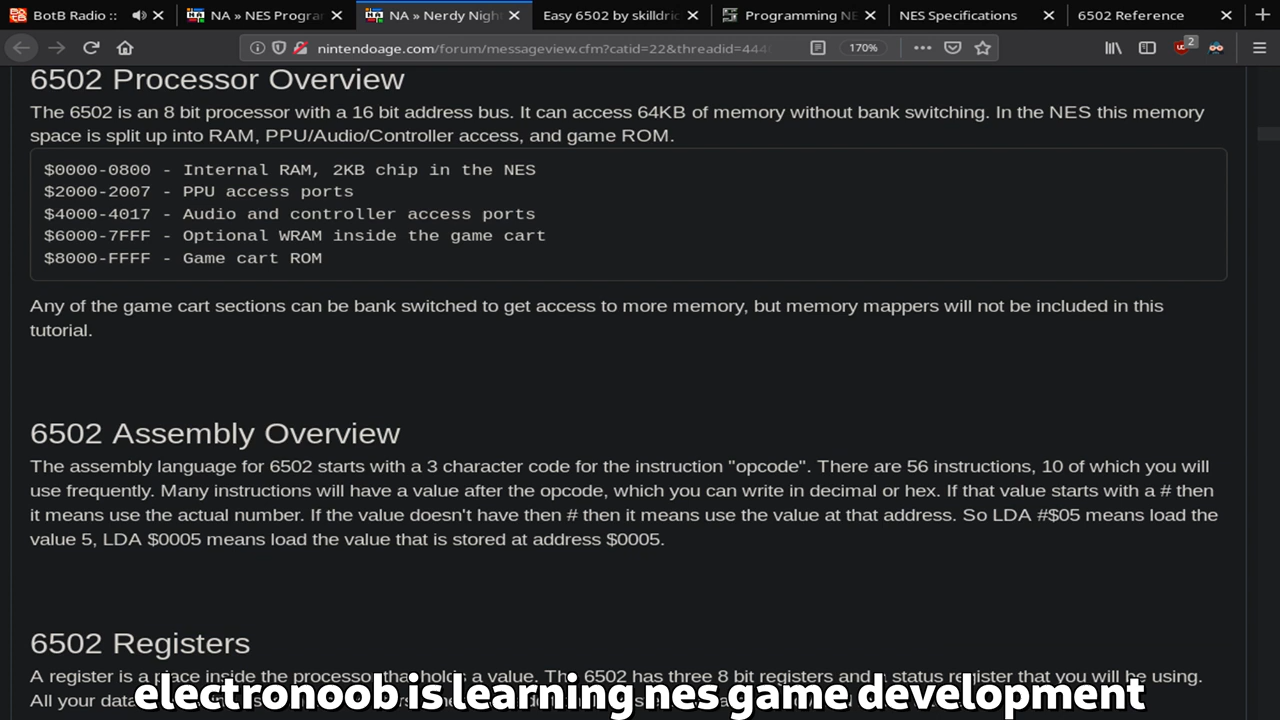 BotB Radio ::
NA » NES Progra
NA » Nerdy Nigh
Easy 6502 by skilldric
Programming NE
NES Specifications
6502 Reference
nintendoage.com/forum/messageview.cfm?catid=22&threadid=444
170%
2
6502 Processor Overview
The 6502 is an 8 bit processor with a 16 bit address bus. It can access 64KB of memory without bank switching. In the NES this memory
space is split up into RAM, PPU/Audio/Controller access, and game ROM.
$0000-0800 - Internal RAM, 2KB chip in the NES
$2000-2007 - PPU access ports
$4000-4017 - Audio and controller access ports
$6000-7FFF - Optional WRAM inside the game cart
$8000-FFFF - Game cart ROM
Any of the game cart sections can be bank switched to get access to more memory, but memory mappers will not be included in this
tutorial.
6502 Assembly Overview
The assembly language for 6502 starts with a 3 character code for the instruction "opcode". There are 56 instructions, 10 of which you will
use frequently. Many instructions will have a value after the opcode, which you can write in decimal or hex. If that value starts with a # then
it means use the actual number. If the value doesn't have then # then it means use the value at that address. So LDA #$05 means load the
value 5, LDA $0005 means load the value that is stored at address $0005.
6502 Registers
A register is a place inside the processor that holds a value. The 6502 has three 8 bit registers and a status register that you will be using.
All your data
electronoob is learning nes game development